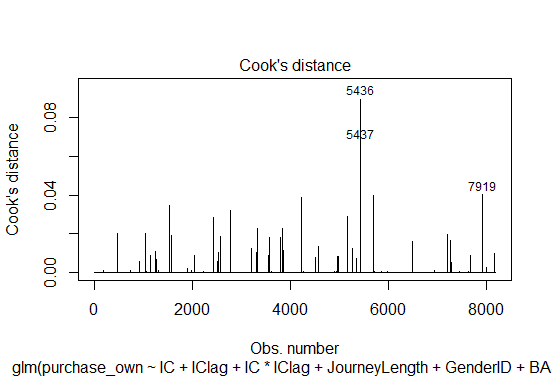 Cook's distance
5436
5437
7919
0.08
0.04
0.00
Cook's distance
0 2000 4000 6000 8000
Obs. number
glm(purchase_own ~ IC + IClag + IC * IClag + JourneyLength + GenderID + BA